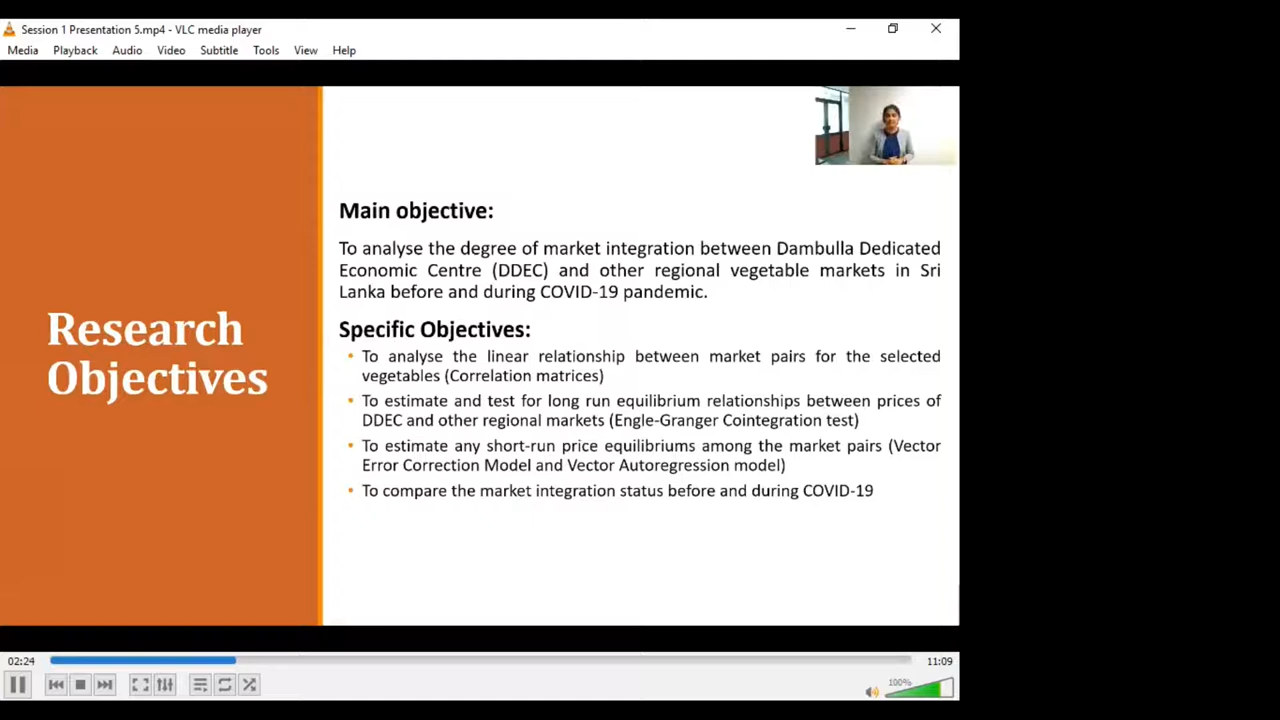 Session 1 Presentation 5.mp4 - VLC media player
Media Playback Audio Video Subtitle Tools View Help
Research
Objectives
Main objective:
To analyse the degree of market integration between Dambulla Dedicated
Economic Centre (DDEC) and other regional vegetable markets in Sri
Lanka before and during COVID-19 pandemic.
Specific Objectives:
• To analyse the linear relationship between market pairs for the selected
vegetables (Correlation matrices)
• To estimate and test for long run equilibrium relationships between prices of
DDEC and other regional markets (Engle-Granger Cointegration test)
• To estimate any short-run price equilibriums among the market pairs (Vector
Error Correction Model and Vector Autoregression model)
• To compare the market integration status before and during COVID-19
02:24
11:09
100%